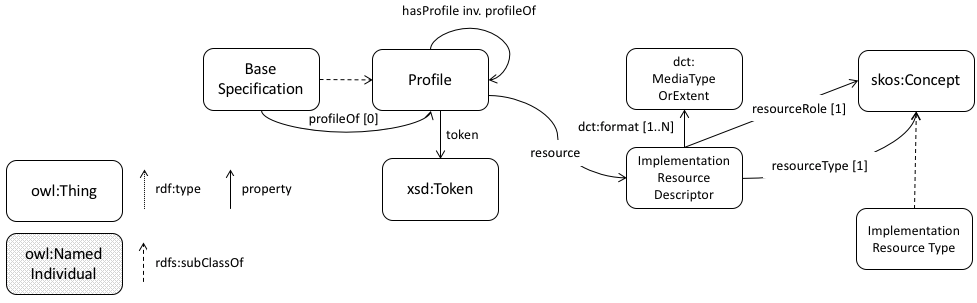 hasProfile inv. profileOf
Base
Specification
Profile
dct:
MediaType
OrExtent
skos:Concept
profileOf [0]
resourceRole [1]
dct:format [1..N]
token
resource
Implementation
Resource
Descriptor
resourceType [1]
owl:Thing
rdf:type
property
xsd:Token
Implementation
Resource Type
owl:Named
Individual
rdfs:subClassOf